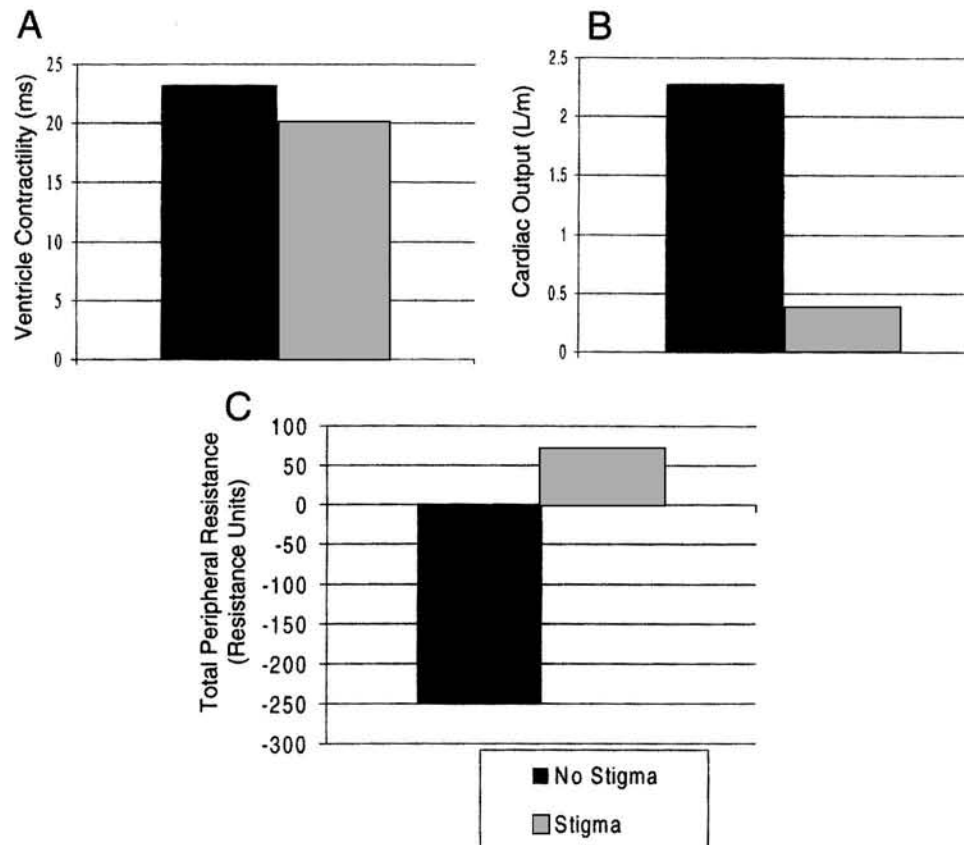 A
Ventricle Contractility (ms)
25
20
15
10
5
0
B
Cardiac Output (L/m)
2.5
2
1.5
1
0.5
0
C
Total Peripheral Resistance
(Resistance Units)
100
50
0
-50
-100
-150
-200
-250
-300
No Stigma
Stigma